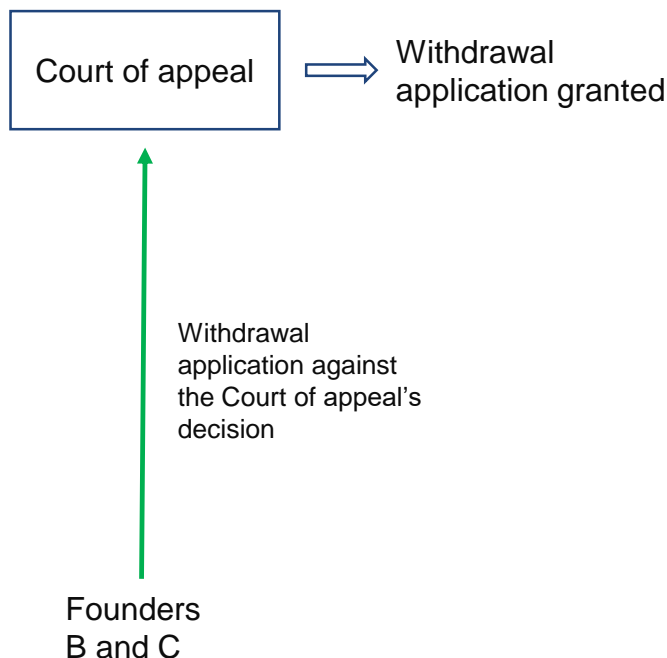 Court of appeal
Withdrawal
application granted
Withdrawal
application against
the Court of appeal’s
decision
Founders
B and C